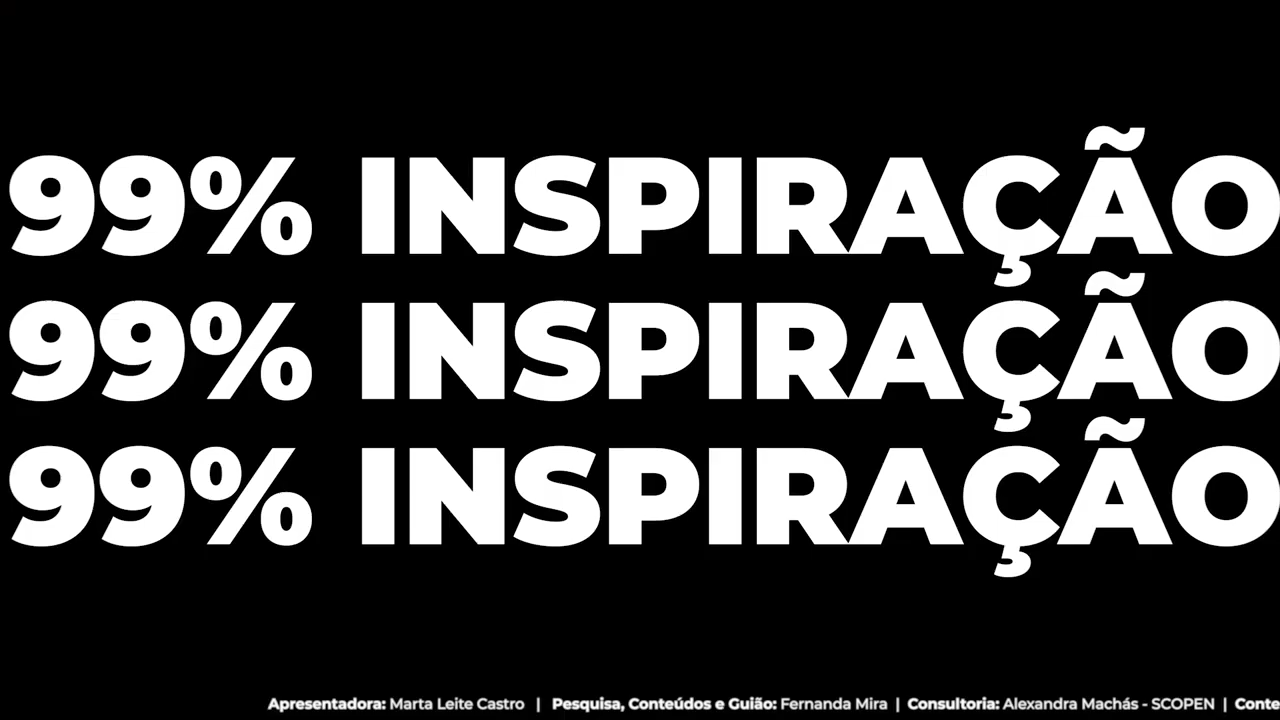 99% INSPIRAÇÃO
99% INSPIRAÇÃO
99% INSPIRAÇÃO
Apresentadora: Marta Leite Castro | Pesquisa, Conteúdos e Guião: Fernanda Mira | Consultoria: Alexandra Machás - SCOPEN |